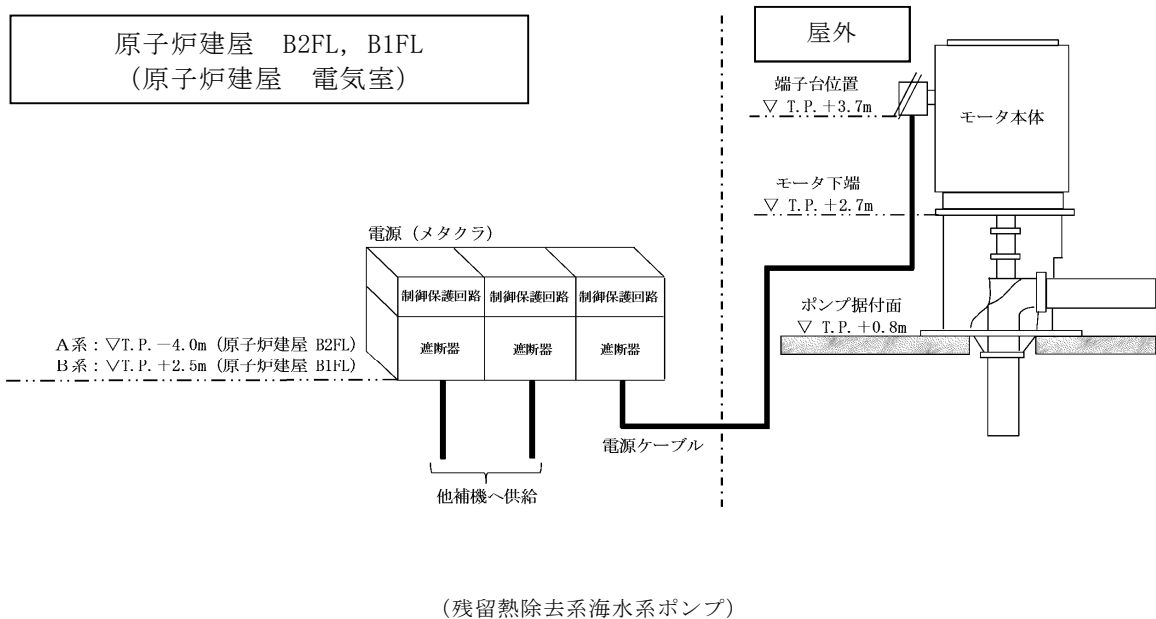 原子炉建屋　B2FL, B1FL
(原子炉建屋　電気室)
屋外
端子台位置
▽ T.P.+3.7m
モータ本体
モータ下端
▽ T.P.+2.7m
電源（メタクラ）
制御保護回路
制御保護回路
制御保護回路
遮断器
遮断器
遮断器
ポンプ据付面
▽ T.P.+0.8m
A系：▽T.P.−4.0m (原子炉建屋 B2FL)
B系：▽T.P.+2.5m (原子炉建屋 B1FL)
電源ケーブル
他補機へ供給
(残留熱除去系海水系ポンプ)